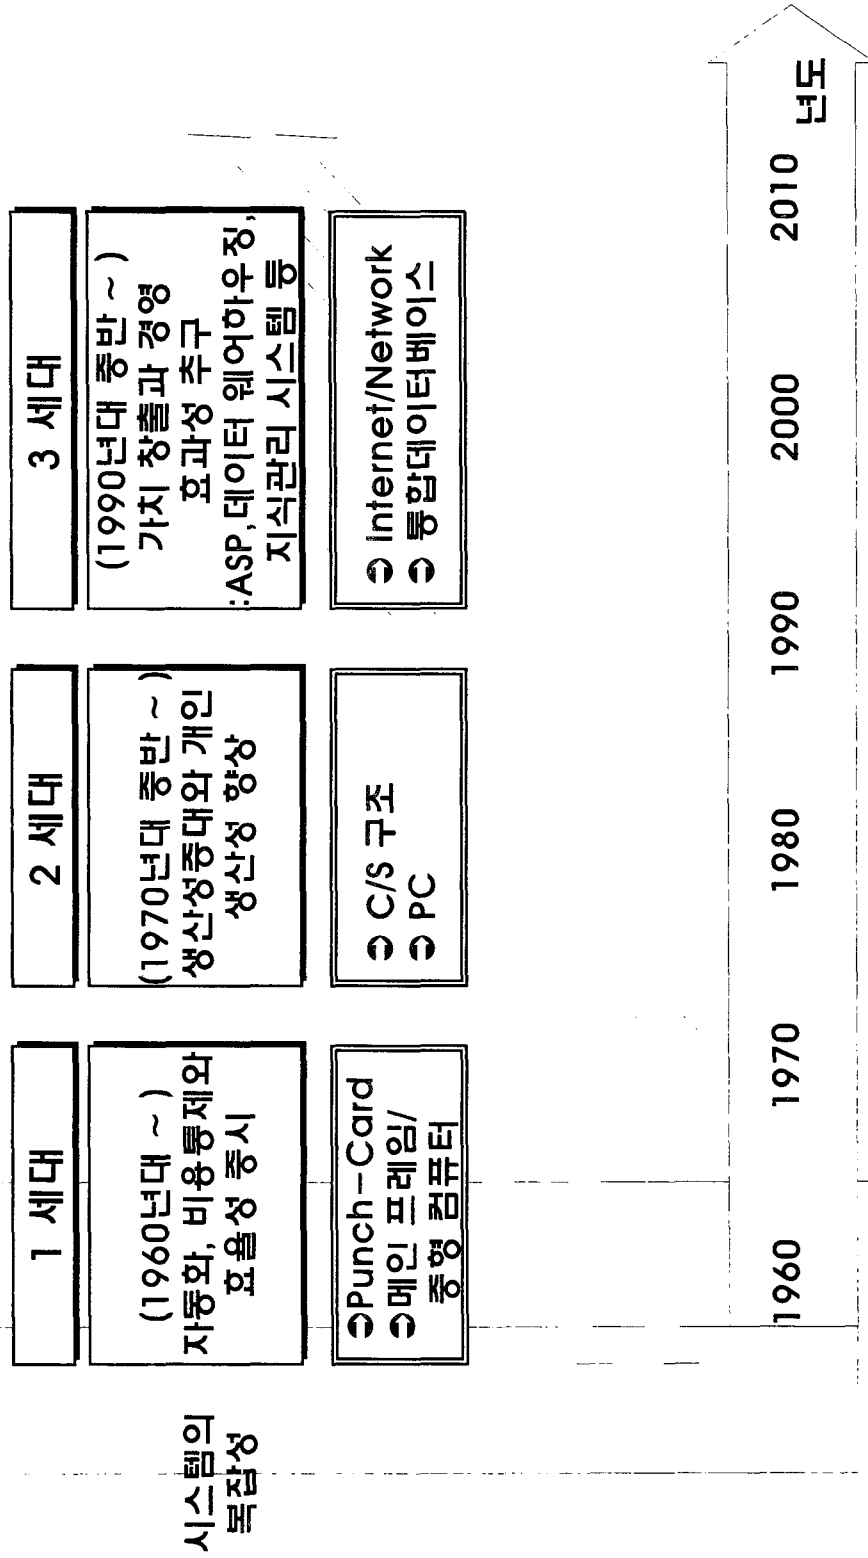 1 세대
(1960년대 ~ )
자동화, 비용통제와
효율성 중시
➲Punch-Card
➲메인 프레임/
중형 컴퓨터
2 세대
(1970년대 중반 ~ )
생산성증대와 개인
생산성 향상
➲ C/S 구조
➲ PC
3 세대
(1990년대 중반 ~ )
가치 창출과 경영
효과성 추구
:ASP,데이터 웨어하우징,
지식관리 시스템 등
➲ Internet/Network
➲ 통합데이터베이스
시스템의
복잡성
1960 1970 1980 1990 2000 2010
년도